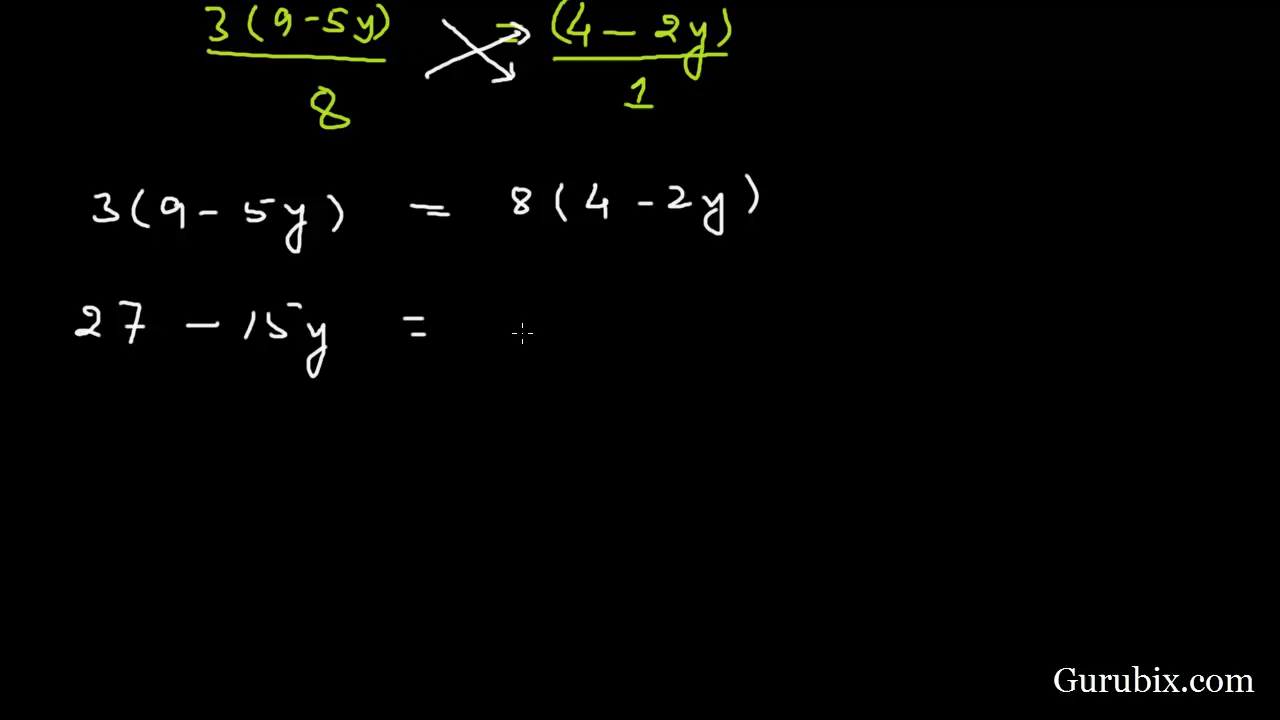 3(9-5y) = (4-2y)
8 1
3(9-5y) = 8(4-2y)
27 - 15y =
Gurubix.com